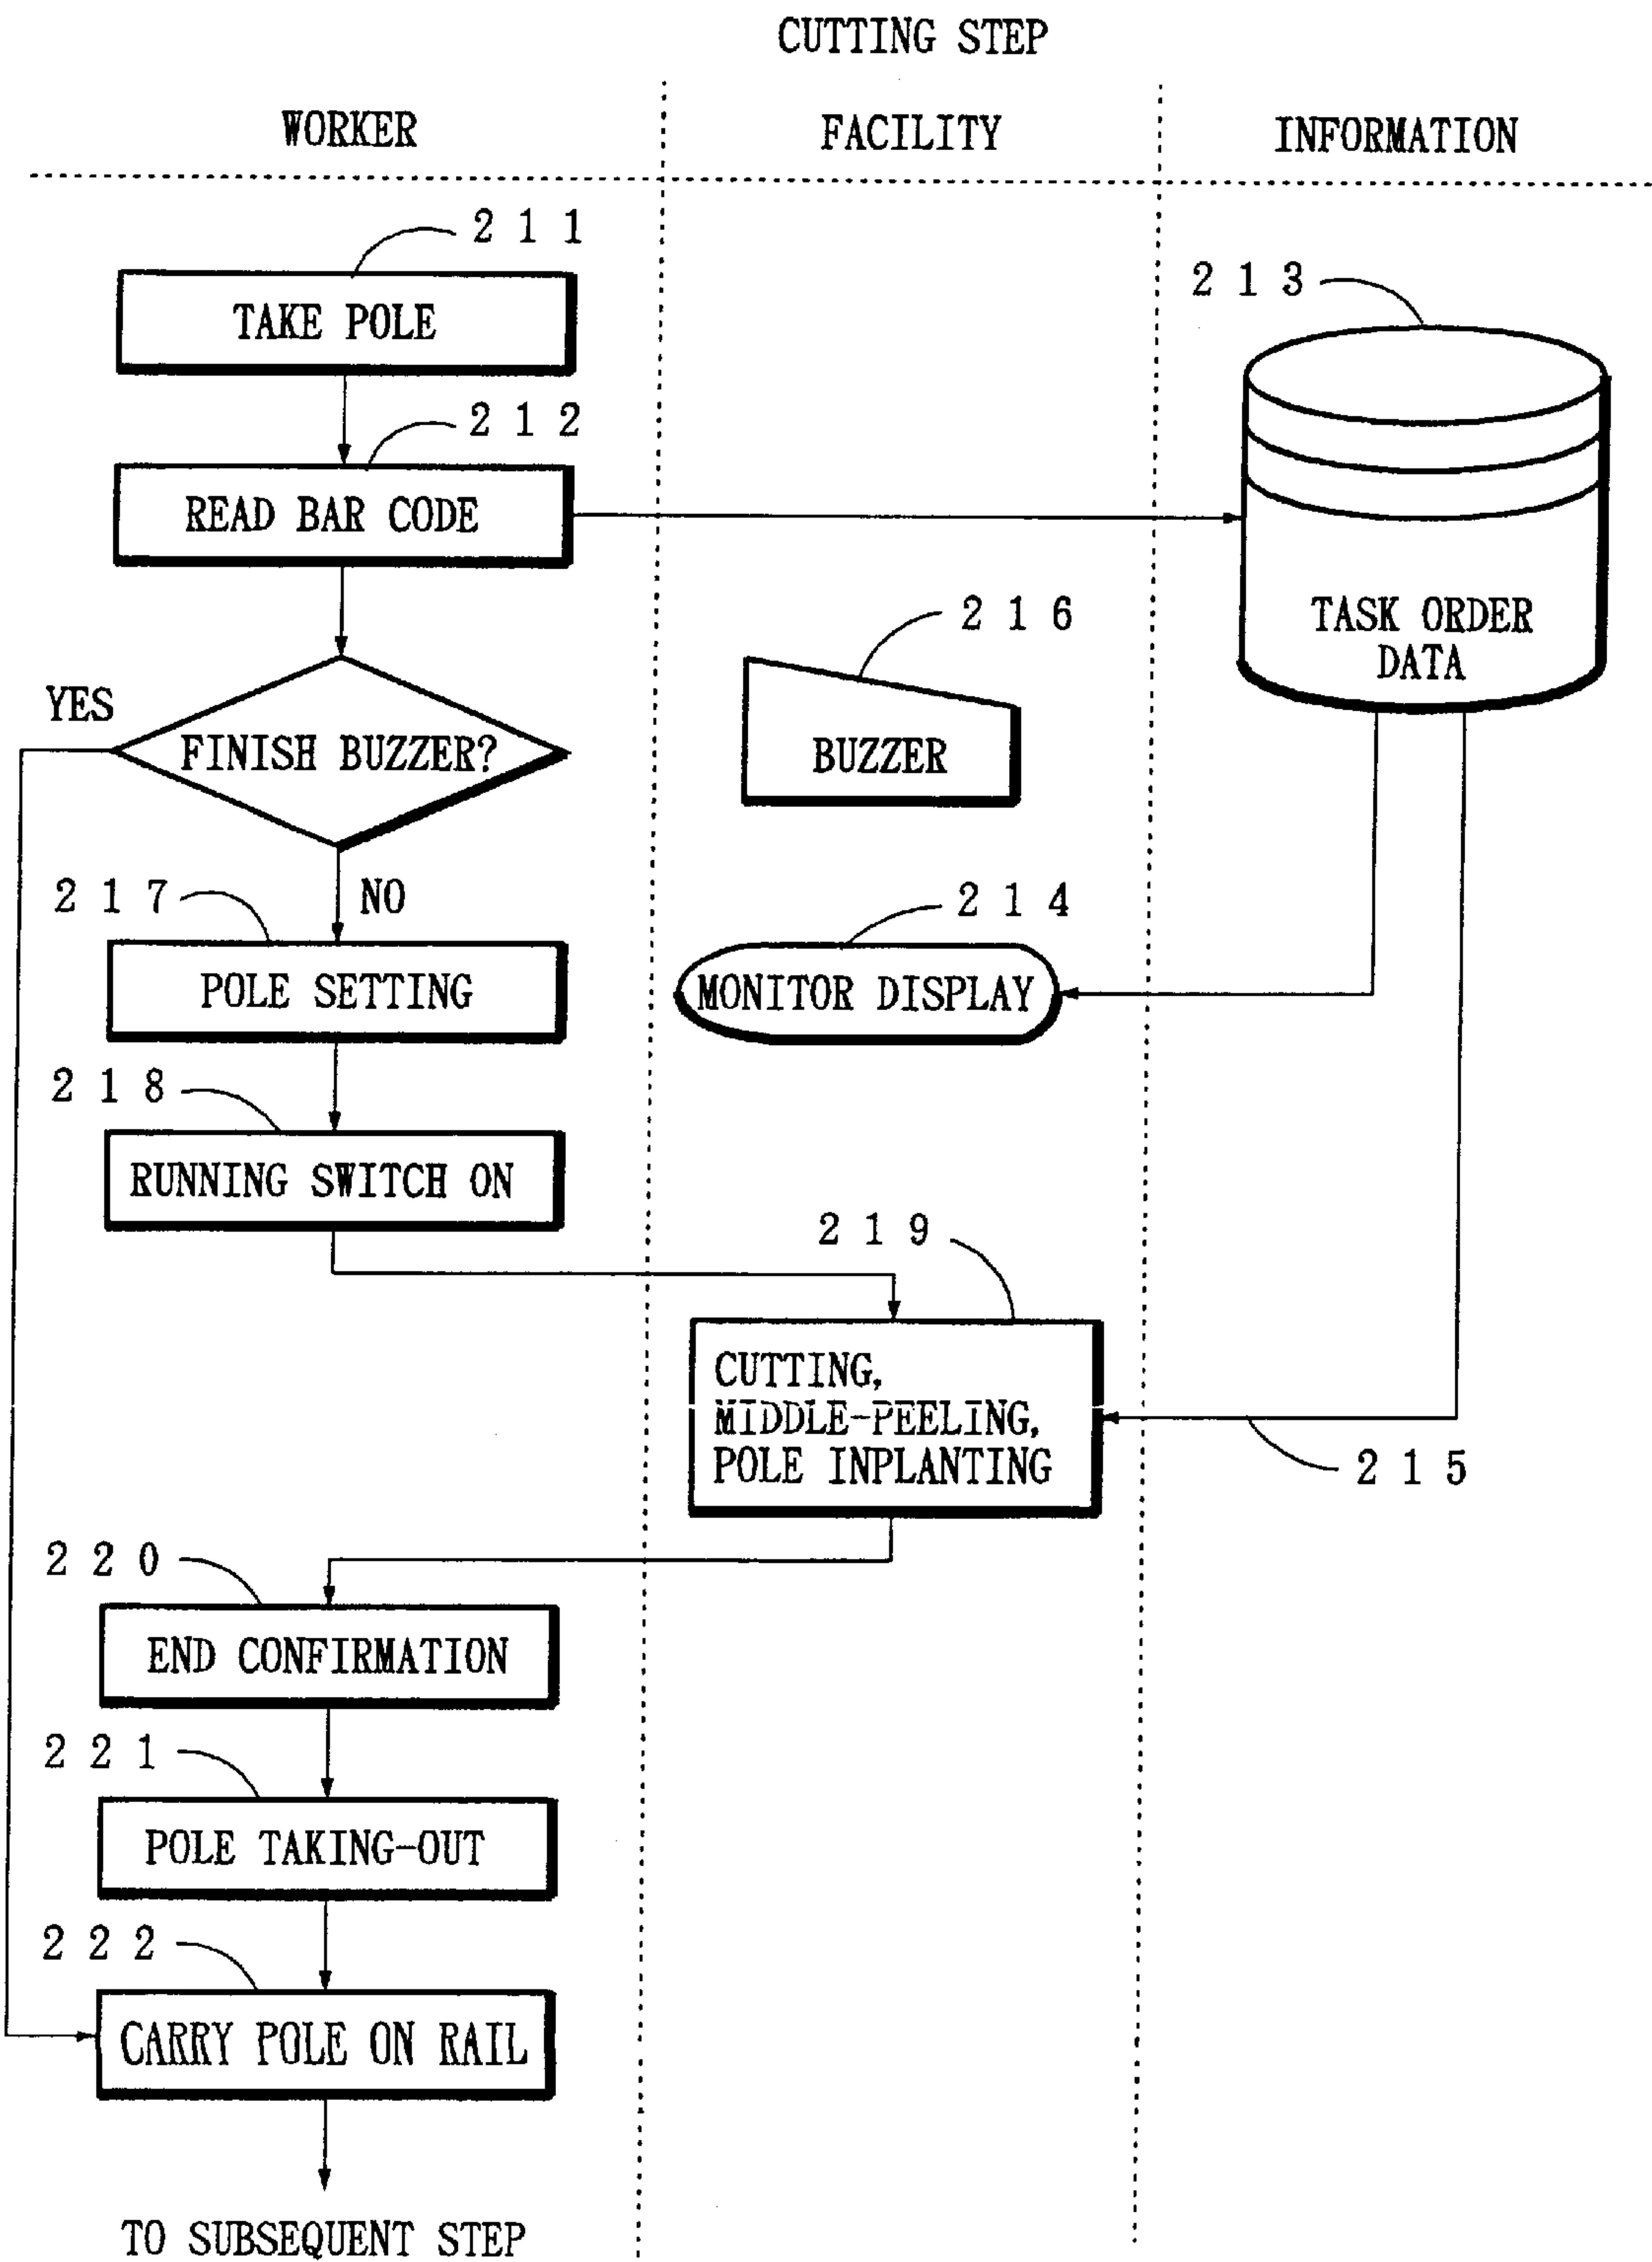 CUTTING STEP
WORKER
FACILITY
INFORMATION
2 1 1
TAKE POLE
2 1 2
READ BAR CODE
2 1 3
TASK ORDER
DATA
YES
FINISH BUZZER?
2 1 6
BUZZER
2 1 7
NO
POLE SETTING
2 1 4
MONITOR DISPLAY
2 1 8
RUNNING SWITCH ON
2 1 9
CUTTING,
MIDDLE-PEELING,
POLE INPLANTING
2 1 5
2 2 0
END CONFIRMATION
2 2 1
POLE TAKING-OUT
2 2 2
CARRY POLE ON RAIL
TO SUBSEQUENT STEP